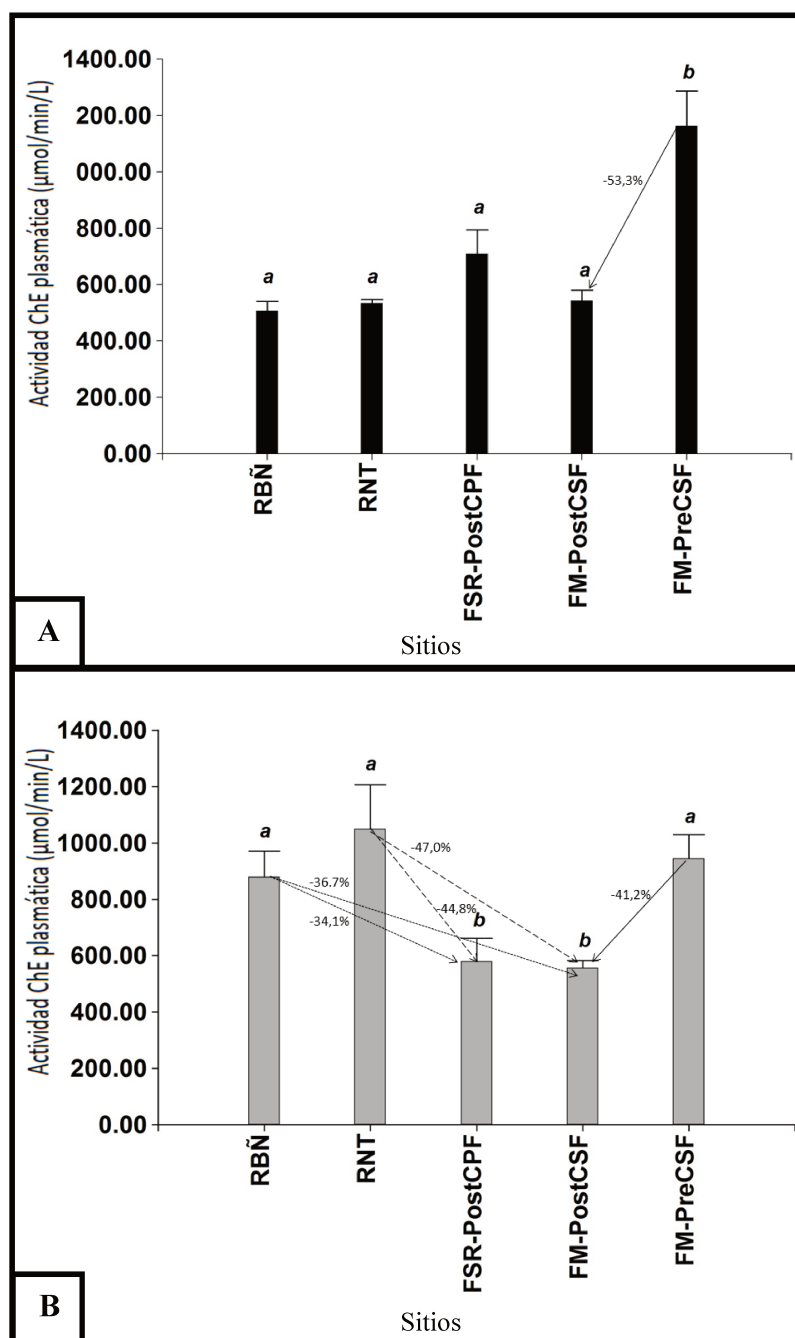 Actividad ChE plasmática (µmol/min/L)
1400.00
200.00
000.00
800.00
600.00
400.00
200.00
0.00
a
a
a
a
b
-53,3%
RBÑ
RNT
FSR-PostCPF
FM-PostCSF
FM-PreCSF
A
Sitios
Actividad ChE plasmática (µmol/min/L)
1400.00
1200.00
1000.00
800.00
600.00
400.00
200.00
0.00
a
a
b
b
a
-47,0%
-36.7%
-44,8%
-34,1%
-41,2%
RBÑ
RNT
FSR-PostCPF
FM-PostCSF
FM-PreCSF
B
Sitios